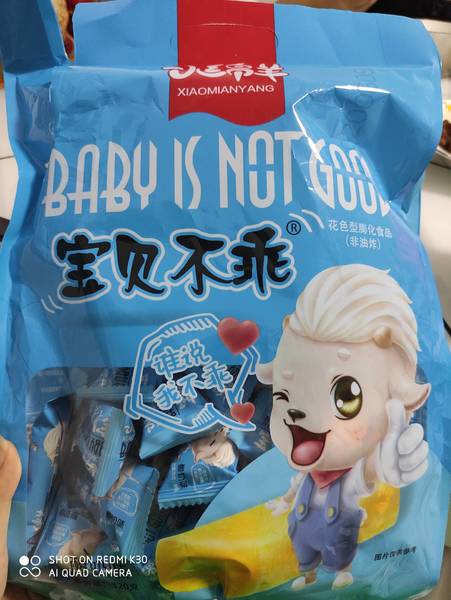 小绵羊
XIAOMIANYANG
BABY IS NOT GOOD
宝贝不乖®
花色型膨化食品
(非油炸)
谁说
乖不乖
图片仅供参考
SHOT ON REDMI K30
AI QUAD CAMERA